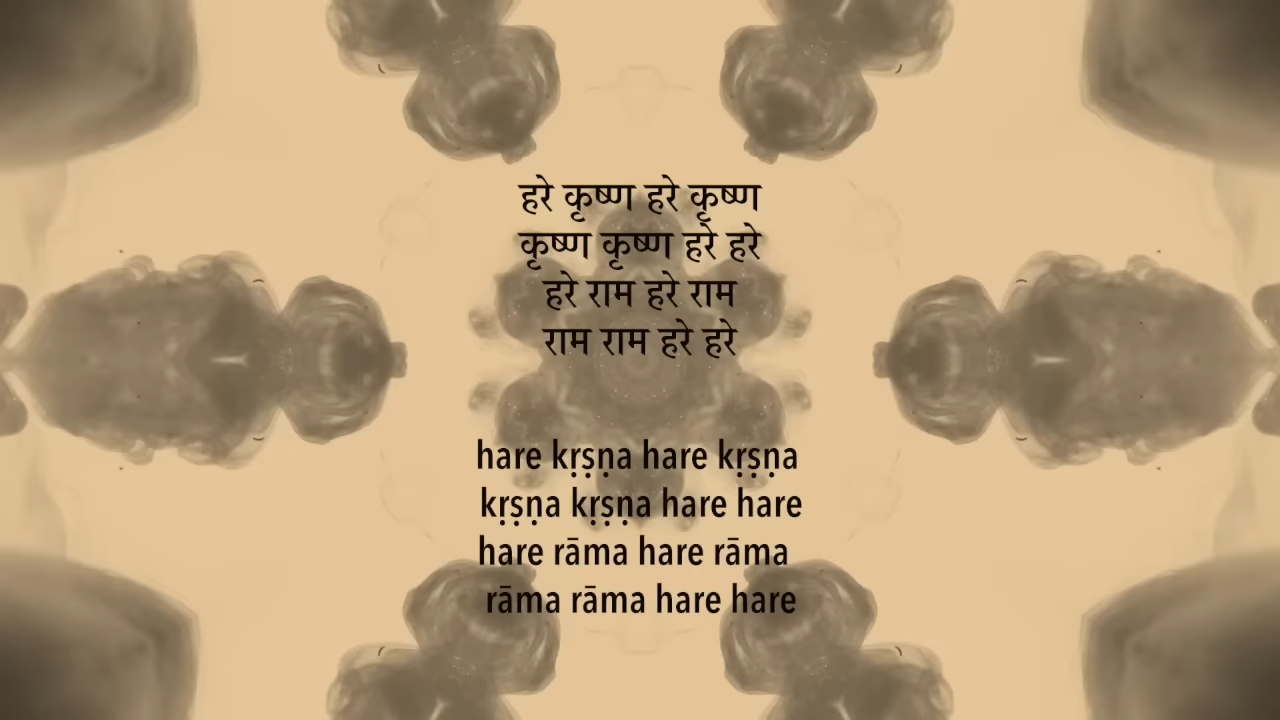 हरे कृष्ण हरे कृष्ण
कृष्ण कृष्ण हरे हरे
हरे राम हरे राम
राम राम हरे हरे
hare kṛṣṇa hare kṛṣṇa
kṛṣṇa kṛṣṇa hare hare
hare rāma hare rāma
rāma rāma hare hare